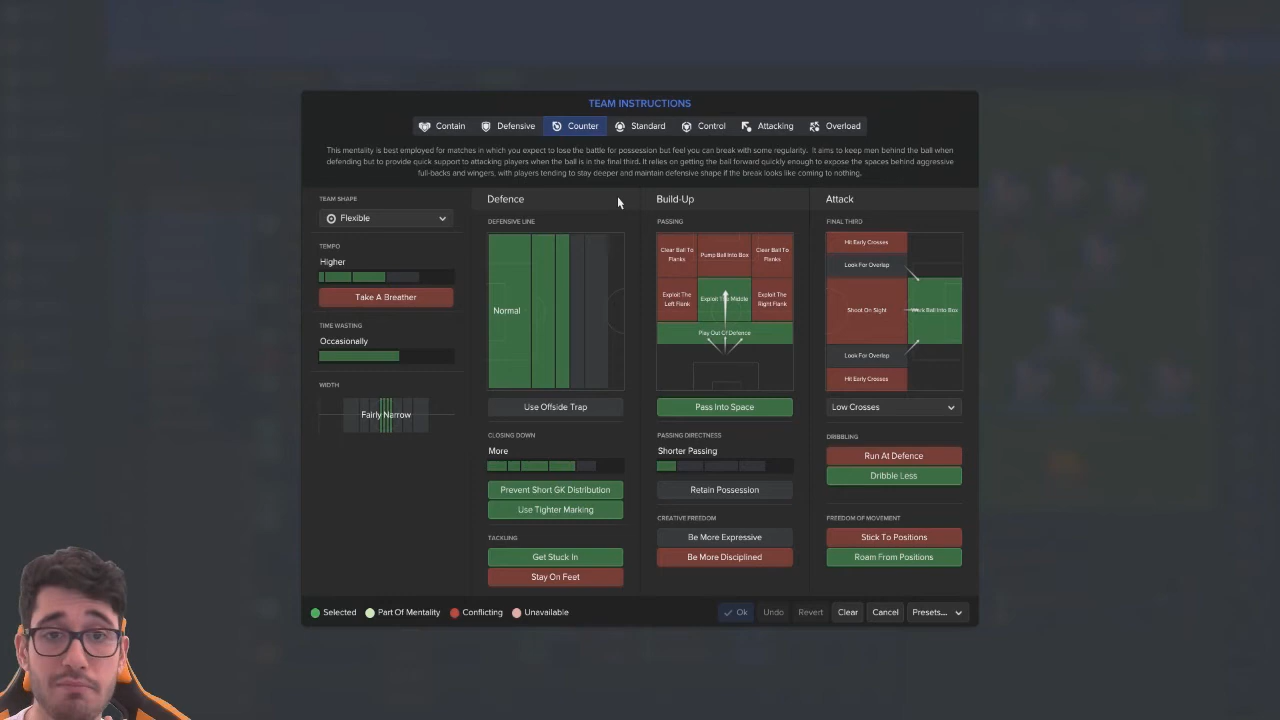 TEAM INSTRUCTIONS
Contain
Defensive
Counter
Standard
Control
Attacking
Overload
This mentality is best employed for matches in which you expect to lose the battle for possession but feel you can break with some regularity. It aims to keep men behind the ball when
defending but to provide quick support to attacking players when the ball is in the final third. It relies on getting the ball forward quickly enough to expose the spaces behind aggressive
full-backs and wingers, with players tending to stay deeper and maintain defensive shape if the break looks like coming to nothing.
TEAM SHAPE
Flexible
TEMPO
Higher
Take A Breather
TIME WASTING
Occasionally
WIDTH
Fairly Narrow
Defence
DEFENSIVE LINE
Normal
Use Offside Trap
CLOSING DOWN
More
Prevent Short GK Distribution
Use Tighter Marking
TACKLING
Get Stuck In
Stay On Feet
Build-Up
PASSING
Clear Ball To
Flanks
Pump Ball Into Box
Clear Ball To
Flanks
Exploit The
Left Flank
Exploit The Middle
Exploit The
Right Flank
Play Out Of Defence
Pass Into Space
PASSING DIRECTNESS
Shorter Passing
Retain Possession
CREATIVE FREEDOM
Be More Expressive
Be More Disciplined
Attack
FINAL THIRD
Hit Early Crosses
Look For Overlap
Shoot On Sight
Work Ball Into Box
Look For Overlap
Hit Early Crosses
Low Crosses
DRIBBLING
Run At Defence
Dribble Less
FREEDOM OF MOVEMENT
Stick To Positions
Roam From Positions
Selected
Part Of Mentality
Conflicting
Unavailable
Ok
Undo
Revert
Clear
Cancel
Presets...